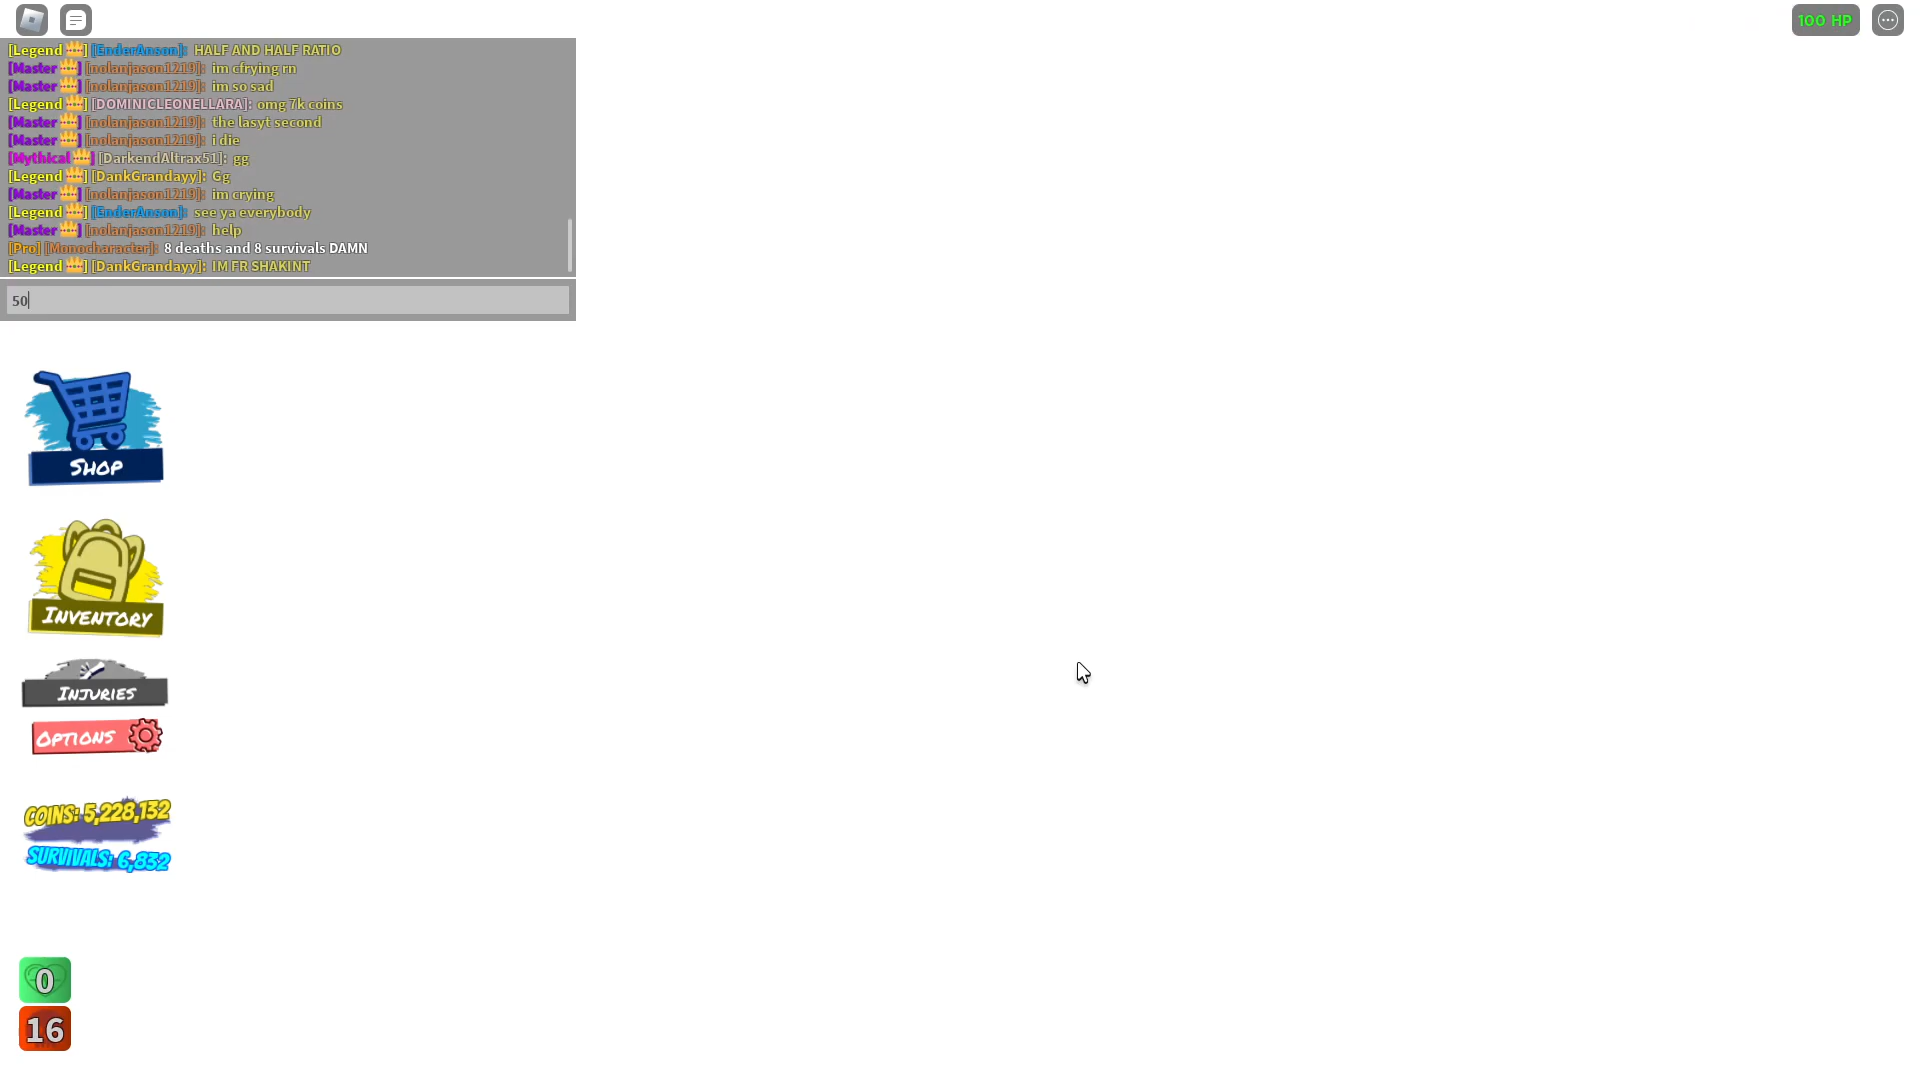 100 HP
[Legend] [EnderAnson]: HALF AND HALF RATIO
[Master] [nolanjason1219]: im cfrying rn
[Master] [nolanjason1219]: im so sad
[Legend] [DOMINICLEONELLARA]: omg 7k coins
[Master] [nolanjason1219]: the lasyt second
[Master] [nolanjason1219]: i die
[Mythical] [DarkendAltrax51]: gg
[Legend] [DankGrandayy]: Gg
[Master] [nolanjason1219]: im crying
[Legend] [EnderAnson]: see ya everybody
[Master] [nolanjason1219]: help
[Pro] [Monocharacter]: 8 deaths and 8 survivals DAMN
[Legend] [DankGrandayy]: IM FR SHAKINT
50
SHOP
INVENTORY
INJURIES
OPTIONS
COINS: 5,228,132
SURVIVALS: 6,832
0
16